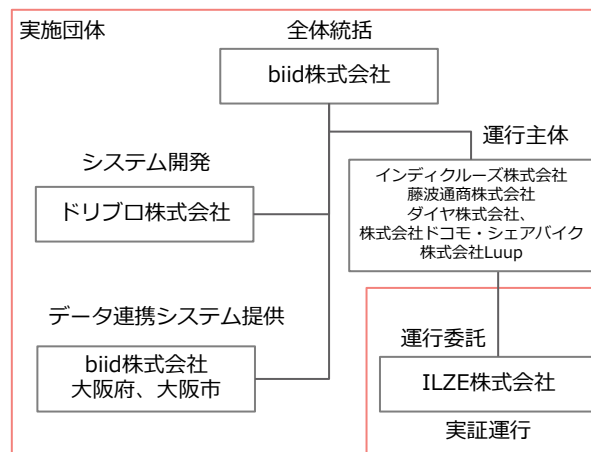 実施団体
全体統括
biid株式会社
運行主体
インディクルーズ株式会社
藤波通商株式会社
ダイヤ株式会社、
株式会社ドコモ・シェアバイク
株式会社Luup
システム開発
ドリブロ株式会社
データ連携システム提供
biid株式会社
大阪府、大阪市
運行委託
ILZE株式会社
実証運行